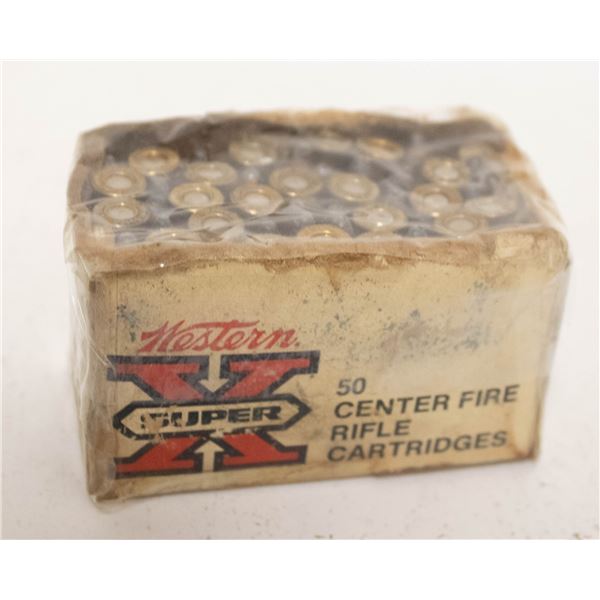 Western
X
SUPER
50
CENTER FIRE
RIFLE
CARTRIDGES